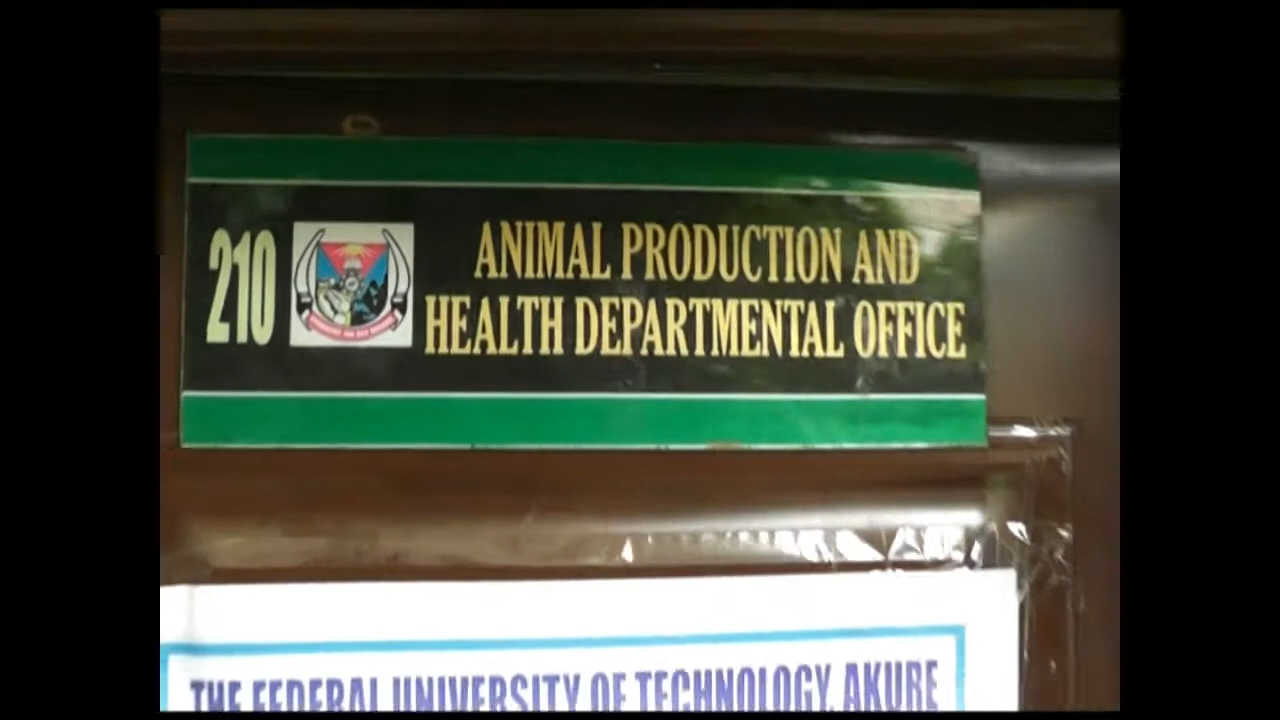 210
ANIMAL PRODUCTION AND
HEALTH DEPARTMENTAL OFFICE
THE FEDERAL UNIVERSITY OF TECHNOLOGY, AKURE